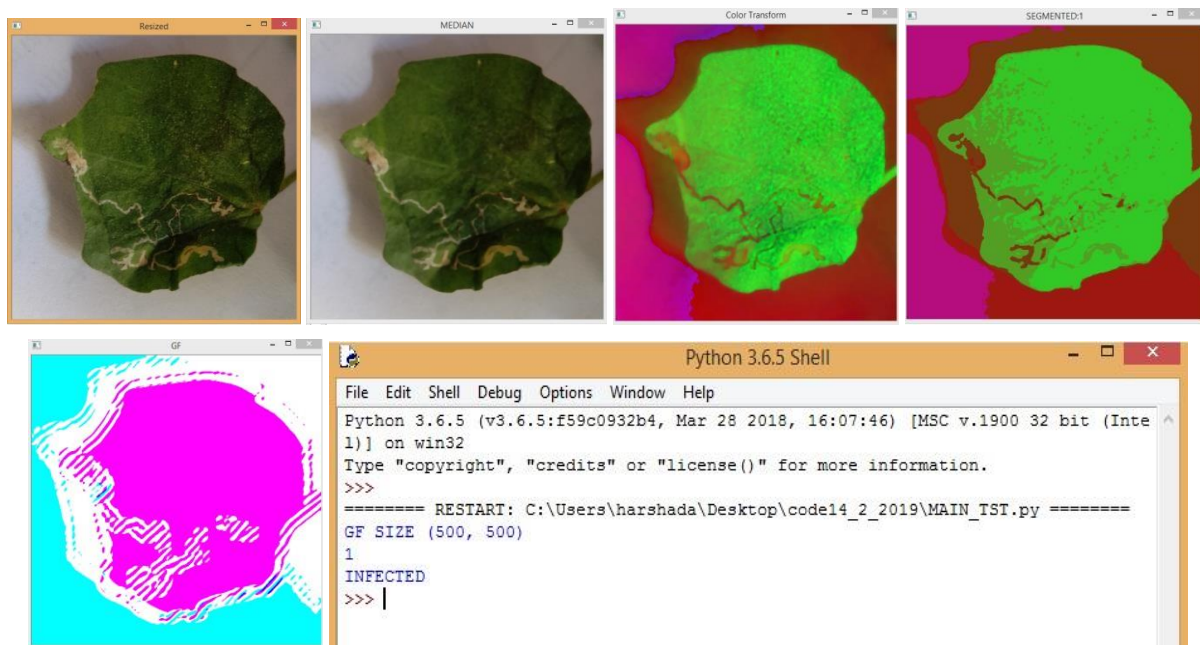 Resized
MEDIAN
Color Transform
SEGMENTED:1
GF
Python 3.6.5 Shell
File Edit Shell Debug Options Window Help
Python 3.6.5 (v3.6.5:f59c0932b4, Mar 28 2018, 16:07:46) [MSC v.1900 32 bit (Inte
l)] on win32
Type "copyright", "credits" or "license()" for more information.
>>>
======== RESTART: C:\Users\harshada\Desktop\code14_2_2019\MAIN_TST.py ========
GF SIZE (500, 500)
1
INFECTED
>>>